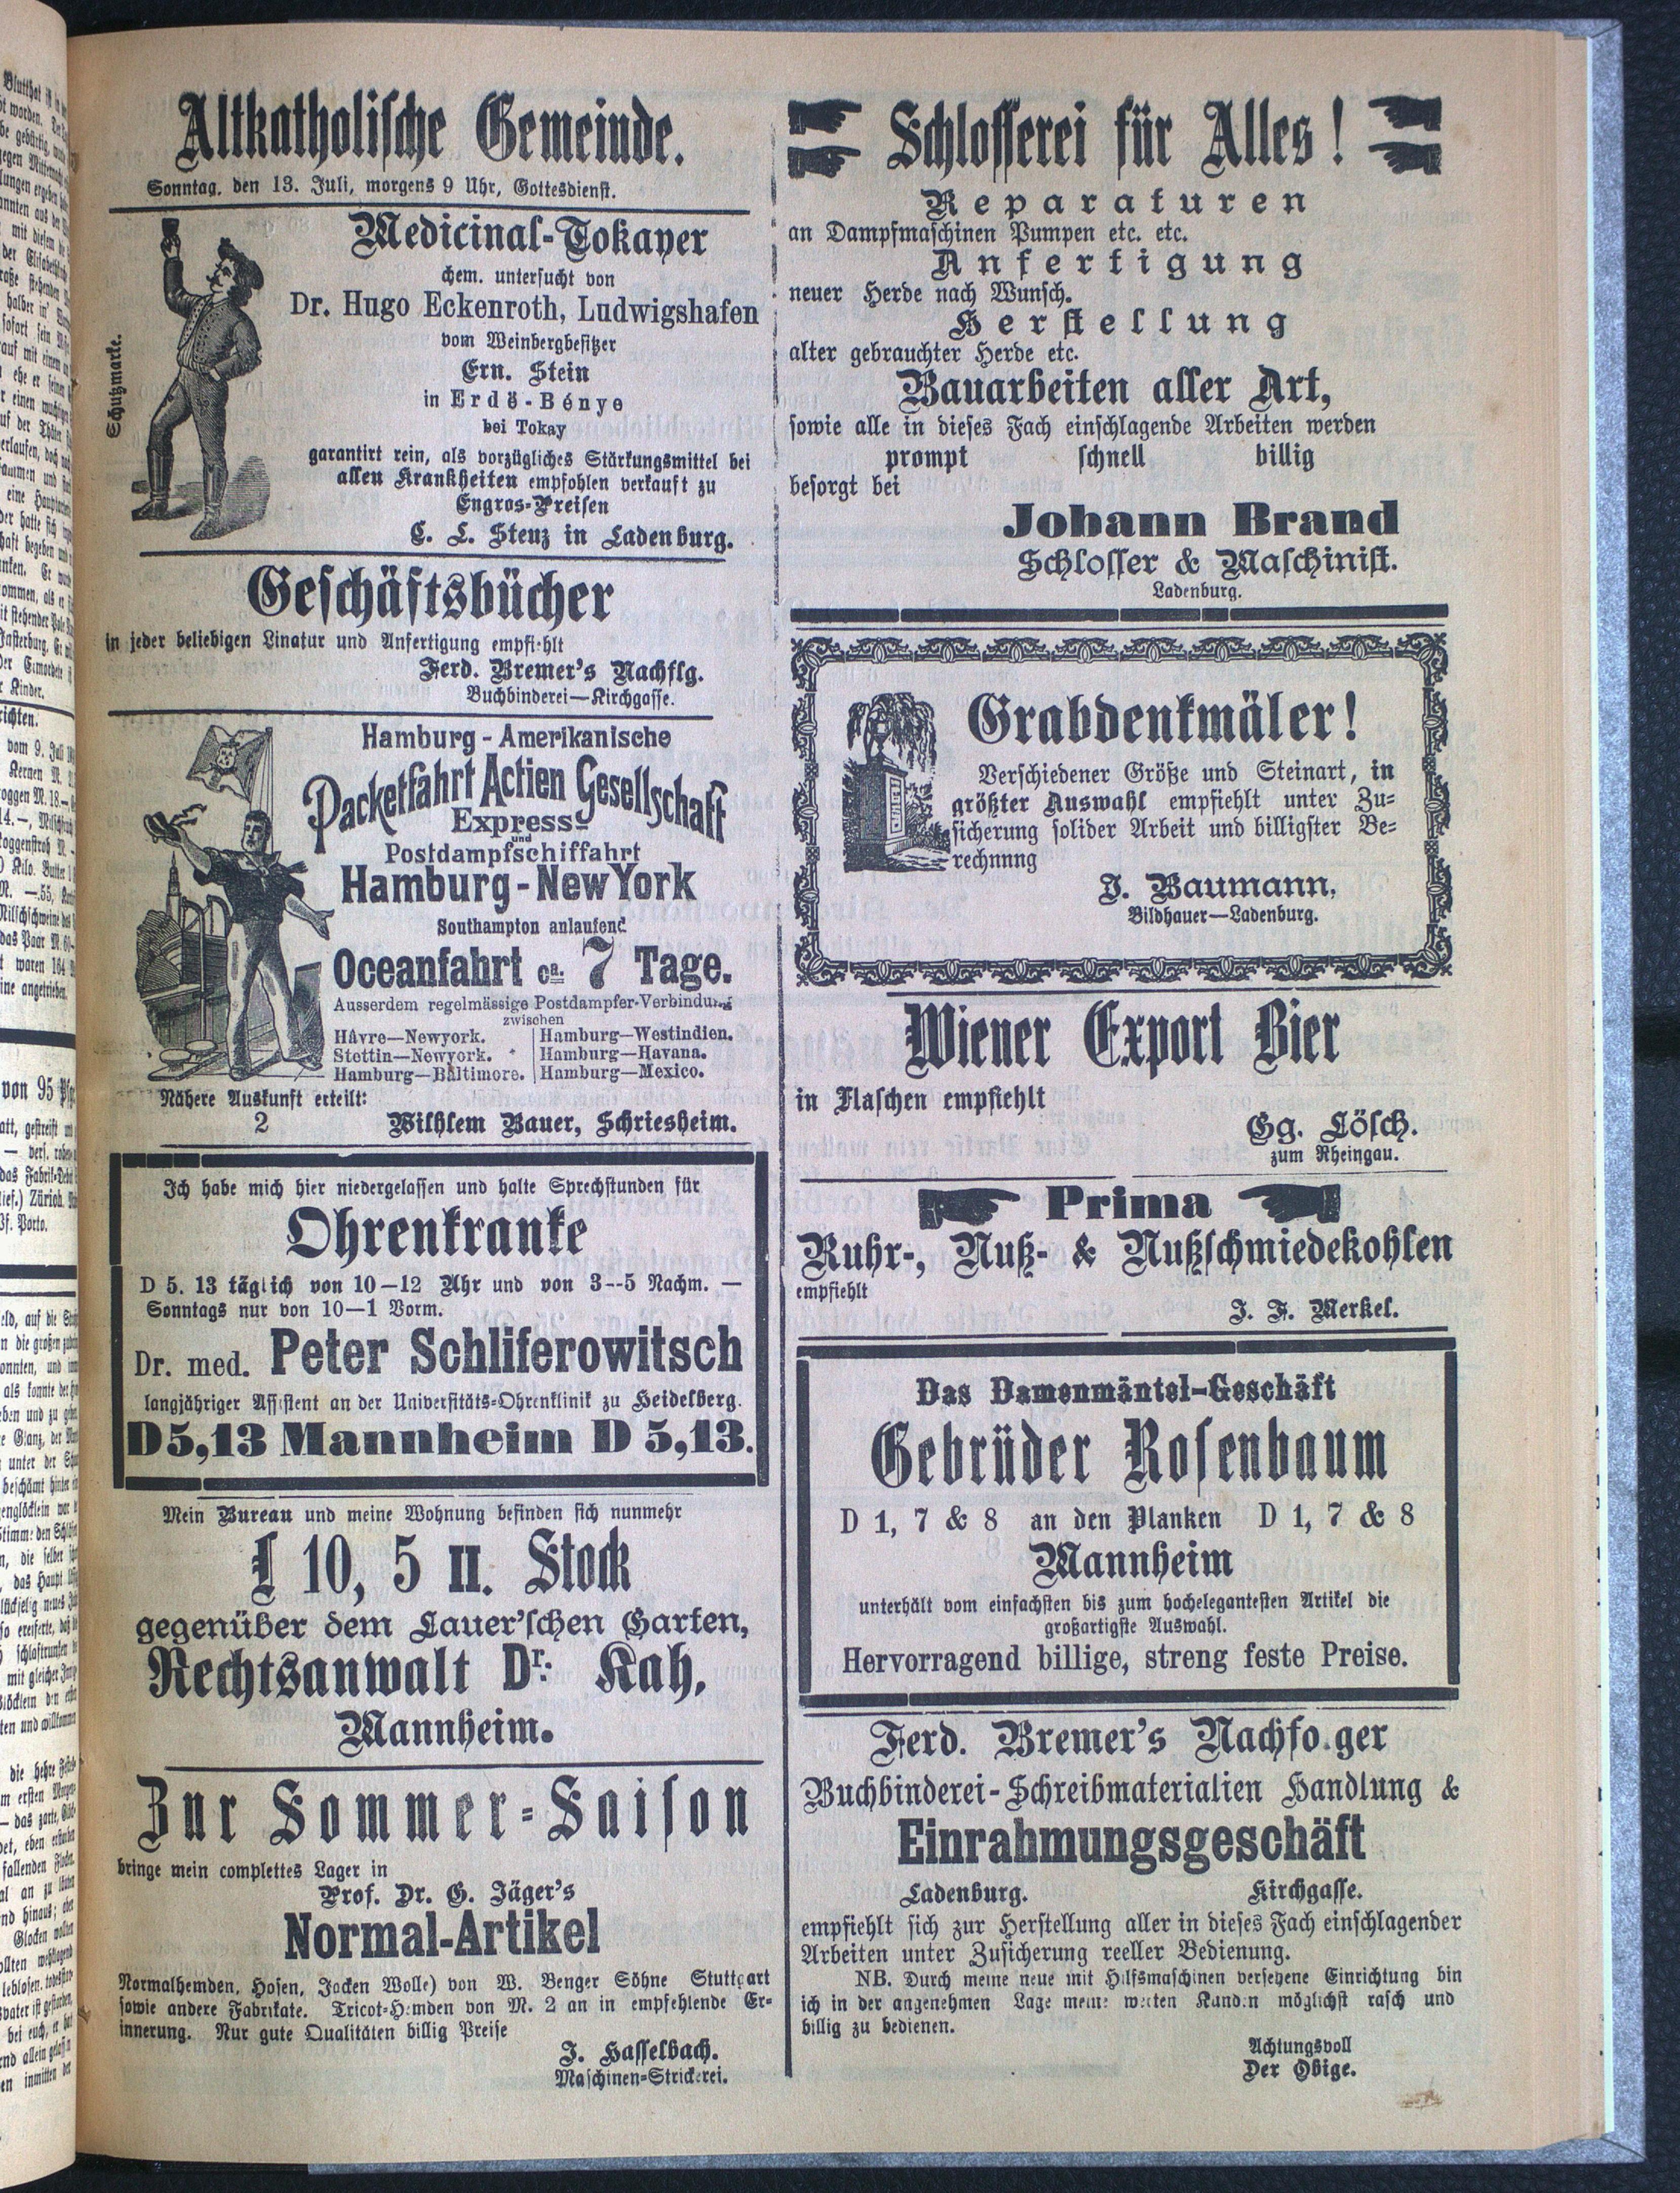 Altkatholische Gemeinde.
Sonntag, den 13. Juli, morgens 9 Uhr, Gottesdienst.
Schutzmarke.
Medicinal-Tokayer
chem. untersucht von
Dr. Hugo Eckenroth, Ludwigshafen
vom Weinbergbesitzer
Ern. Stein
in Erdö-Bénye
bei Tokay
garantirt rein, als vorzügliches Stärkungsmittel bei
allen Krankheiten empfohlen verkauft zu
Engros-Preisen
C. L. Stenz in Ladenburg.
Geschäftsbücher
in jeder beliebigen Linatur und Anfertigung empfi hlt
Ferd. Bremer's Nachflg.
Buchbinderei—Kirchgasse.
Hamburg-Amerikanische
Packetfahrt Actien Gesellschaft
Express-
und
Postdampfschiffahrt
Hamburg-New York
Southampton anlaufend
Oceanfahrt ca. 7 Tage.
Ausserdem regelmässige Postdampfer-Verbindung
zwischen
Hâvre—Newyork. Hamburg—Westindien.
Stettin—Newyork. Hamburg—Havana.
Hamburg—Baltimore. Hamburg—Mexico.
Nähere Auskunft erteilt:
2 Wilhlem Bauer, Schriesheim.
Ich habe mich hier niedergelassen und halte Sprechstunden für
Ohrenkranke
D 5. 13 täglich von 10—12 Uhr und von 3--5 Nachm. —
Sonntags nur von 10—1 Vorm.
Dr. med. Peter Schliferowitsch
langjähriger Assistent an der Universitäts-Ohrenklinik zu Heidelberg.
D 5,13 Mannheim D 5,13.
Mein Bureau und meine Wohnung befinden sich nunmehr
I 10, 5 II. Stock
gegenüber dem Lauer'schen Garten,
Rechtsanwalt Dr. Kah,
Mannheim.
Zur Sommer-Saison
bringe mein complettes Lager in
Prof. Dr. G. Jäger's
Normal-Artikel
Normalhemden, Hosen, Jacken Wolle) von W. Benger Söhne Stuttgart
sowie andere Fabrikate. Tricot-Hemden von M. 2 an in empfehlende Er-
innerung. Nur gute Qualitäten billig Preise
J. Hasselbach.
Maschinen-Strickerei.
Schlosserei für Alles!
Reparaturen
an Dampfmaschinen Pumpen etc. etc.
Anfertigung
neuer Herde nach Wunsch.
Herstellung
alter gebrauchter Herde etc.
Bauarbeiten aller Art,
sowie alle in dieses Fach einschlagende Arbeiten werden
prompt schnell billig
besorgt bei
Johann Brand
Schlosser & Maschinist.
Ladenburg.
Grabdenkmäler!
Verschiedener Größe und Steinart, in
größter Auswahl empfiehlt unter Zu-
sicherung solider Arbeit und billigster Be-
rechnnng
J. Baumann,
Bildhauer—Ladenburg.
Wiener Export Bier
in Flaschen empfiehlt
Gg. Lösch.
zum Rheingau.
Prima
Ruhr-, Nuß- & Nußschmiedekohlen
empfiehlt
J. F. Merkel.
Das Damenmäntel-Geschäft
Gebrüder Rosenbaum
D 1, 7 & 8 an den Planken D 1, 7 & 8
Mannheim
unterhält vom einfachsten bis zum hochelegantesten Artikel die
großartigste Auswahl.
Hervorragend billige, streng feste Preise.
Ferd. Bremer's Nachfo.ger
Buchbinderei-Schreibmaterialien Handlung &
Einrahmungsgeschäft
Ladenburg. Kirchgasse.
empfiehlt sich zur Herstellung aller in dieses Fach einschlagender
Arbeiten unter Zusicherung reeller Bedienung.
NB. Durch meine neue mit Hilfsmaschinen versehene Einrichtung bin
ich in der angenehmen Lage meine werten Kunden möglichst rasch und
billig zu bedienen.
Achtungsvoll
Der Obige.